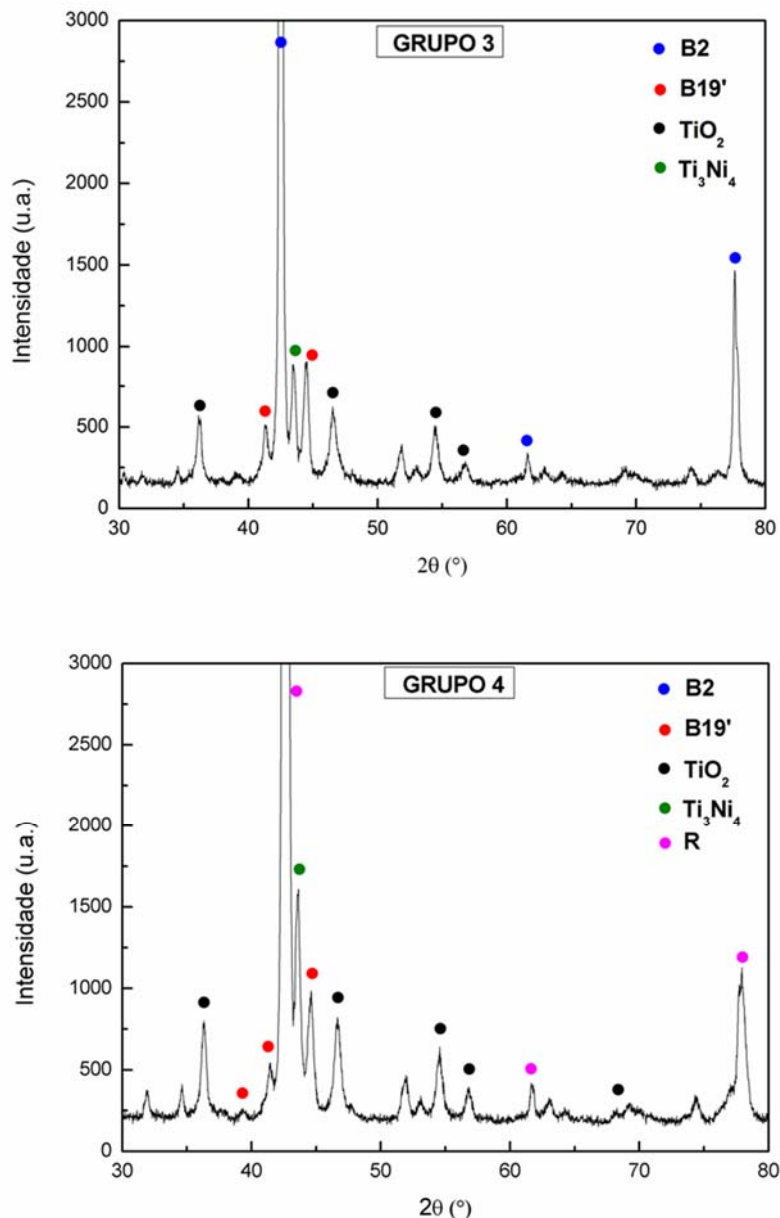 GRUPO 3
B2
B19'
TiO₂
Ti₃Ni₄
Intensidade (u.a.)
3000
2500
2000
1500
1000
500
0
30 40 50 60 70 80
2θ (°)
GRUPO 4
B2
B19'
TiO₂
Ti₃Ni₄
R
Intensidade (u.a.)
3000
2500
2000
1500
1000
500
0
30 40 50 60 70 80
2θ (°)